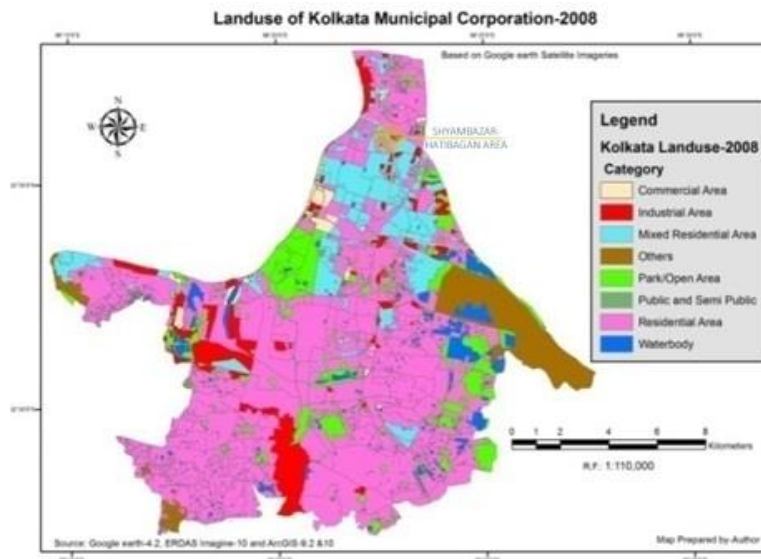 Landuse of Kolkata Municipal Corporation-2008
Based on Google earth Satellite Imageries
N
W E
S
SHYAMBAZAR-
HATIBAGAN AREA
Legend
Kolkata Landuse-2008
Category
Commercial Area
Industrial Area
Mixed Residential Area
Others
Park/Open Area
Public and Semi Public
Residential Area
Waterbody
0 1 2 4 6 8
Kilometers
R.F: 1:110,000
Source: Google earth-4.2, ERDAS Imagine-10 and ArcGIS-9.2 &10
Map Prepared by-Author